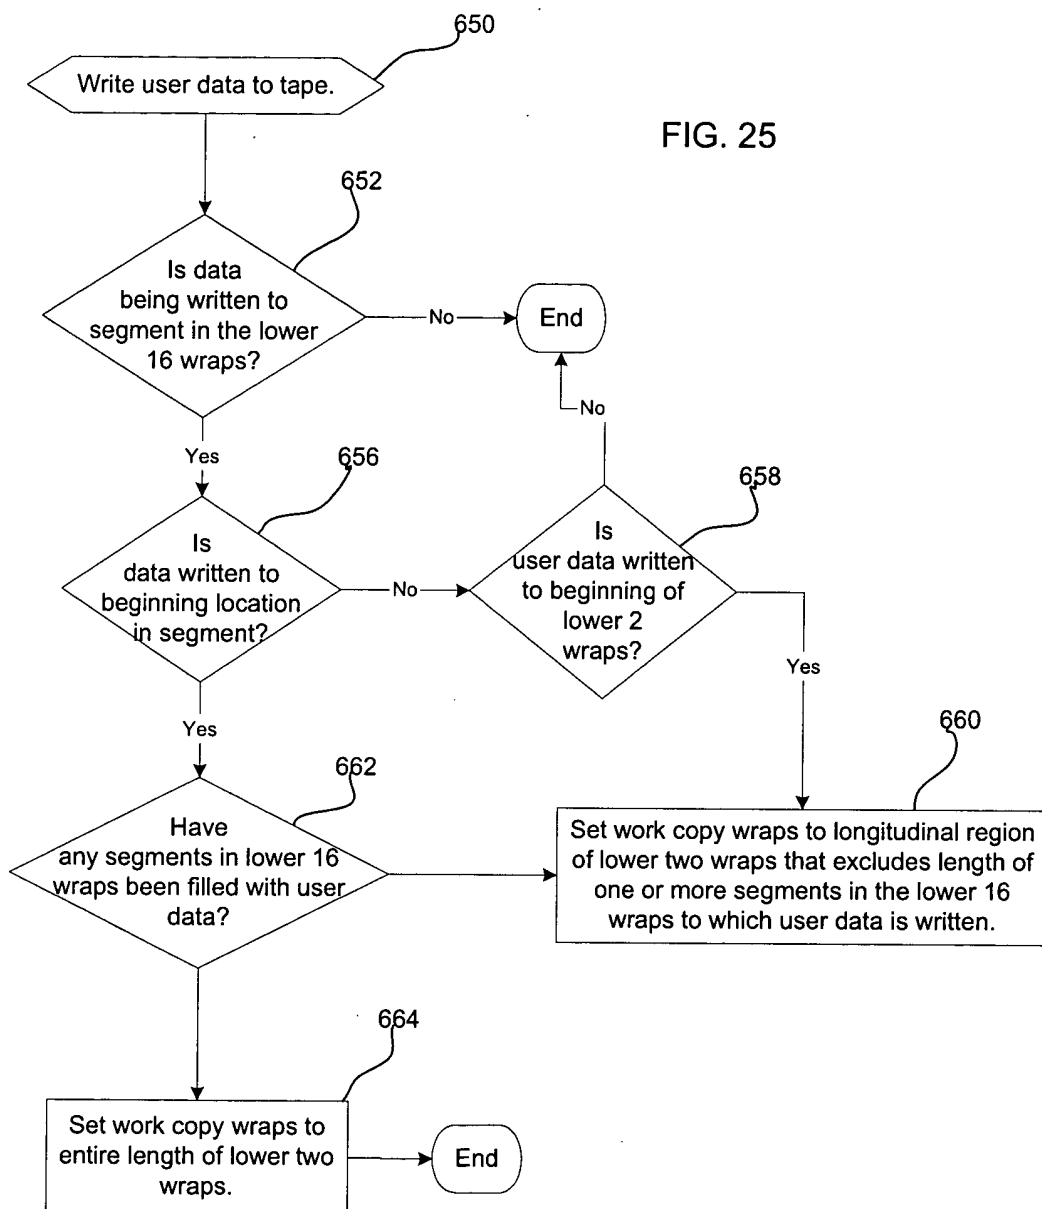 650
Write user data to tape.
FIG. 25
652
Is data
being written to
segment in the lower
16 wraps?
No
End
No
Yes
656
658
Is
data written to
beginning location
in segment?
No
Is
user data written
to beginning of
lower 2
wraps?
Yes
Yes
660
662
Have
any segments in lower 16
wraps been filled with user
data?
Set work copy wraps to longitudinal region
of lower two wraps that excludes length of
one or more segments in the lower 16
wraps to which user data is written.
664
Set work copy wraps to
entire length of lower two
wraps.
End